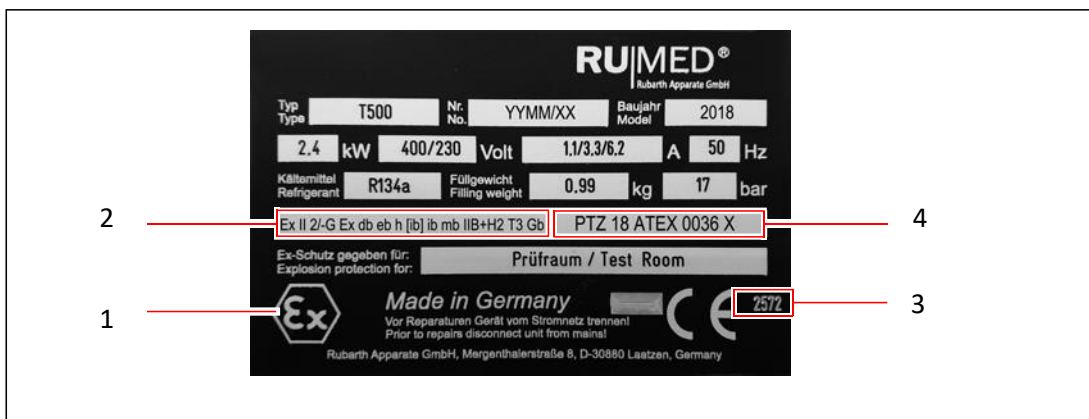 RUMED®
Rubarth Apparate GmbH
Typ Type T500 Nr. No. YYMM/XX Baujahr Model 2018
2.4 kW 400/230 Volt 1.1/3.3/6.2 A 50 Hz
Kältemittel Refrigerant R134a Füllgewicht Filling weight 0.99 kg 17 bar
2 Ex II 2/-G Ex db eb h [ib] ib mb IIB+H2 T3 Gb PTZ 18 ATEX 0036 X 4
Ex-Schutz gegeben für:
Explosion protection for: Prüfraum / Test Room
1 Ex Made in Germany CE 2572 3
Vor Reparaturen Gerät vom Stromnetz trennen!
Prior to repairs disconnect unit from mains!
Rubarth Apparate GmbH, Mergenthalerstraße 8, D-30880 Laatzen, Germany